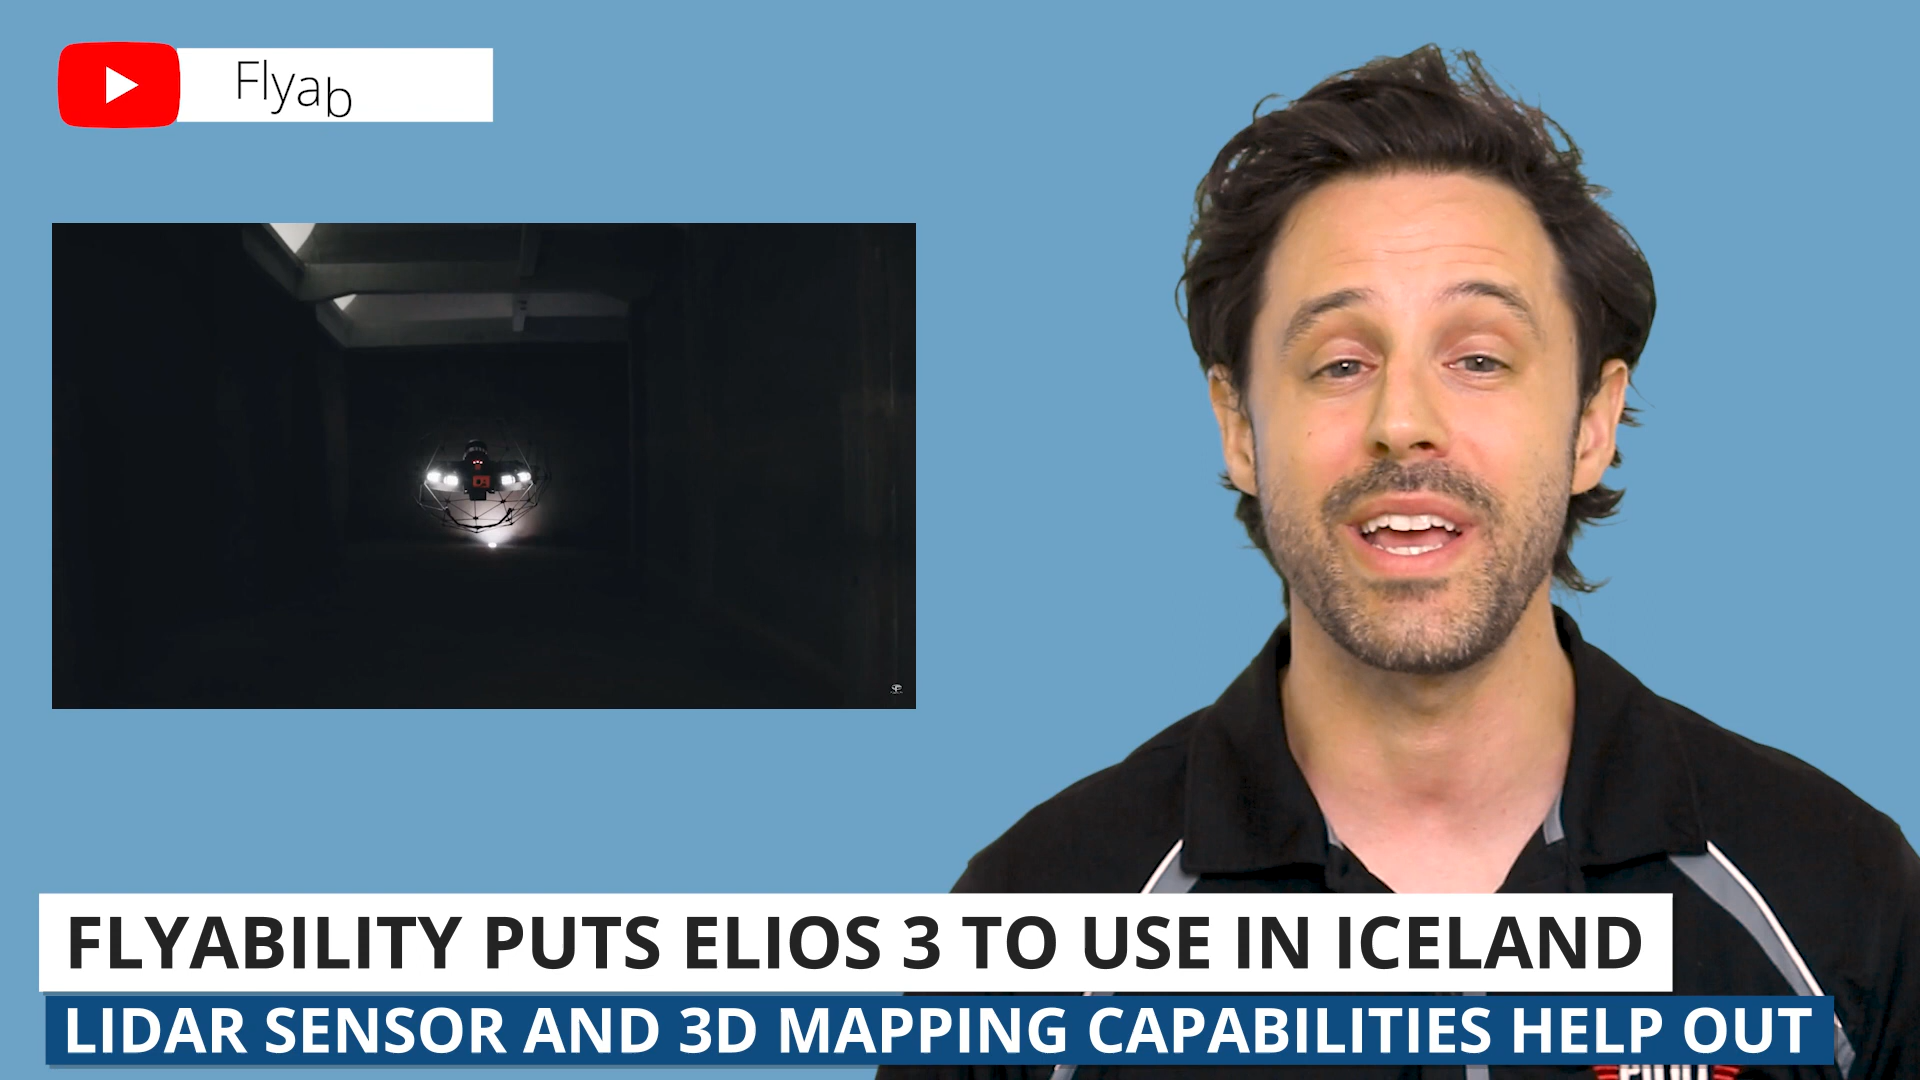 Flyab
FLYABILITY PUTS ELIOS 3 TO USE IN ICELAND
LIDAR SENSOR AND 3D MAPPING CAPABILITIES HELP OUT